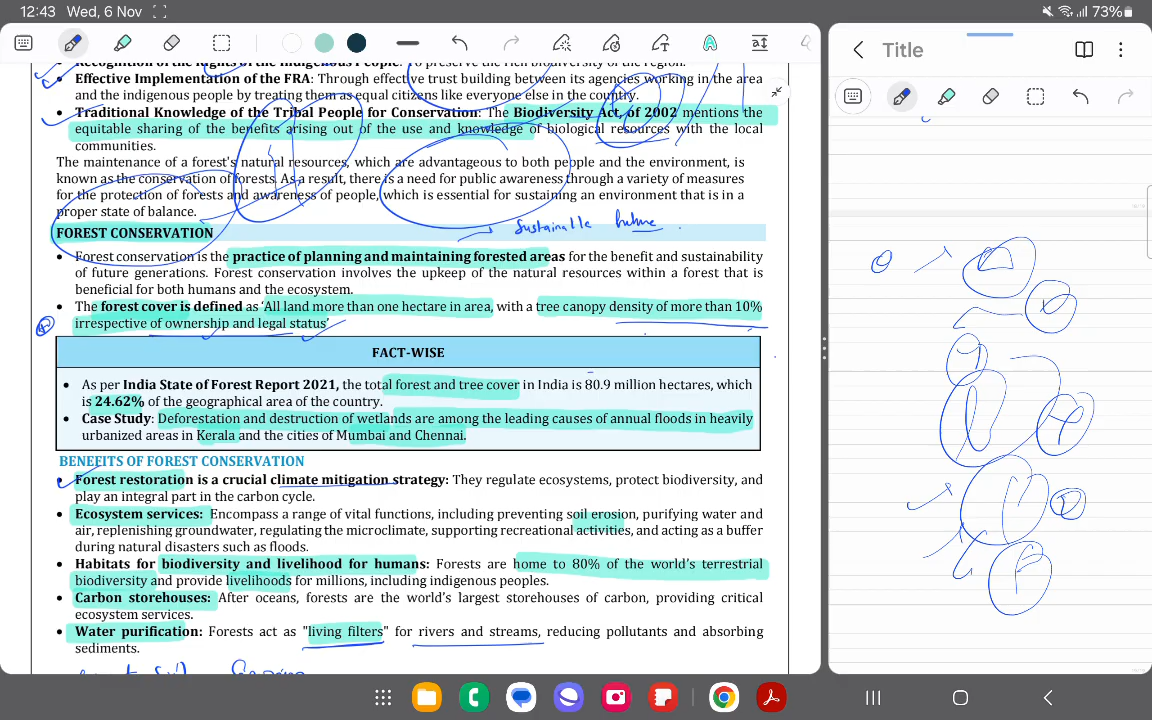 12:43 Wed, 6 Nov
73%
Title
Recognition of the Rights of the Indigenous People: To preserve the rich biodiversity of the region.
• Effective Implementation of the FRA: Through effective trust building between its agencies working in the area
and the indigenous people by treating them as equal citizens like everyone else in the country.
• Traditional Knowledge of the Tribal People for Conservation: The Biodiversity Act, of 2002 mentions the
equitable sharing of the benefits arising out of the use and knowledge of biological resources with the local
communities.
The maintenance of a forest's natural resources, which are advantageous to both people and the environment, is
known as the conservation of forests. As a result, there is a need for public awareness through a variety of measures
for the protection of forests and awareness of people, which is essential for sustaining an environment that is in a
proper state of balance.
Sustainable future
FOREST CONSERVATION
• Forest conservation is the practice of planning and maintaining forested areas for the benefit and sustainability
of future generations. Forest conservation involves the upkeep of the natural resources within a forest that is
beneficial for both humans and the ecosystem.
• The forest cover is defined as 'All land more than one hectare in area, with a tree canopy density of more than 10%
irrespective of ownership and legal status'
FACT-WISE
• As per India State of Forest Report 2021, the total forest and tree cover in India is 80.9 million hectares, which
is 24.62% of the geographical area of the country.
• Case Study: Deforestation and destruction of wetlands are among the leading causes of annual floods in heavily
urbanized areas in Kerala and the cities of Mumbai and Chennai.
BENEFITS OF FOREST CONSERVATION
• Forest restoration is a crucial climate mitigation strategy: They regulate ecosystems, protect biodiversity, and
play an integral part in the carbon cycle.
• Ecosystem services: Encompass a range of vital functions, including preventing soil erosion, purifying water and
air, replenishing groundwater, regulating the microclimate, supporting recreational activities, and acting as a buffer
during natural disasters such as floods.
• Habitats for biodiversity and livelihood for humans: Forests are home to 80% of the world's terrestrial
biodiversity and provide livelihoods for millions, including indigenous peoples.
• Carbon storehouses: After oceans, forests are the world's largest storehouses of carbon, providing critical
ecosystem services.
• Water purification: Forests act as "living filters" for rivers and streams, reducing pollutants and absorbing
sediments.